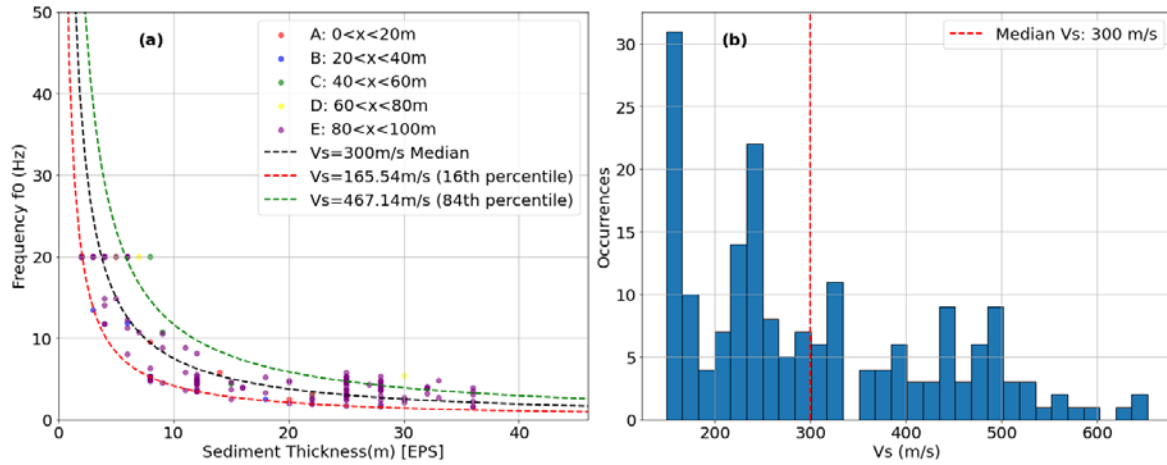 50
40
30
20
10
0
Frequency f0 (Hz)
(a)
A: 0<x<20m
B: 20<x<40m
C: 40<x<60m
D: 60<x<80m
E: 80<x<100m
Vs=300m/s Median
Vs=165.54m/s (16th percentile)
Vs=467.14m/s (84th percentile)
0 10 20 30 40
Sediment Thickness(m) [EPS]
30
25
20
15
10
5
0
Occurrences
(b)
Median Vs: 300 m/s
200 300 400 500 600
Vs (m/s)